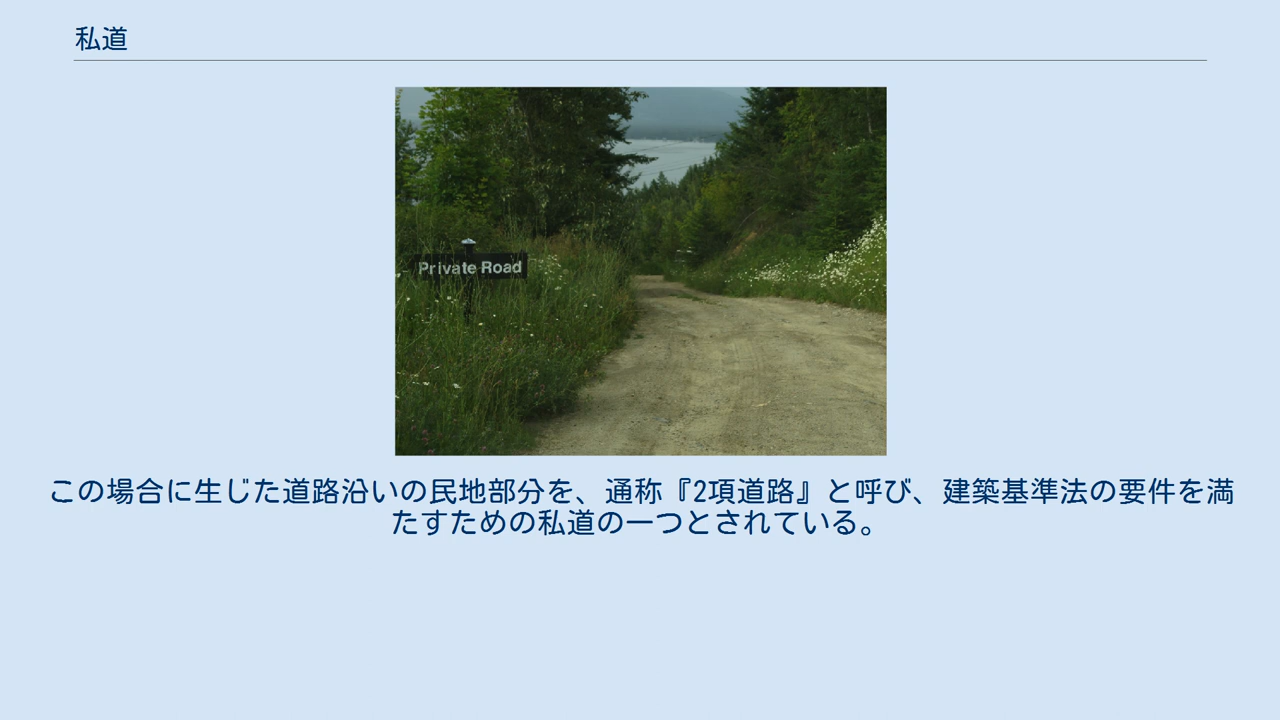 私道
Private Road
この場合に生じた道路沿いの民地部分を、通称『2項道路』と呼び、建築基準法の要件を満
たすための私道の一つとされている。